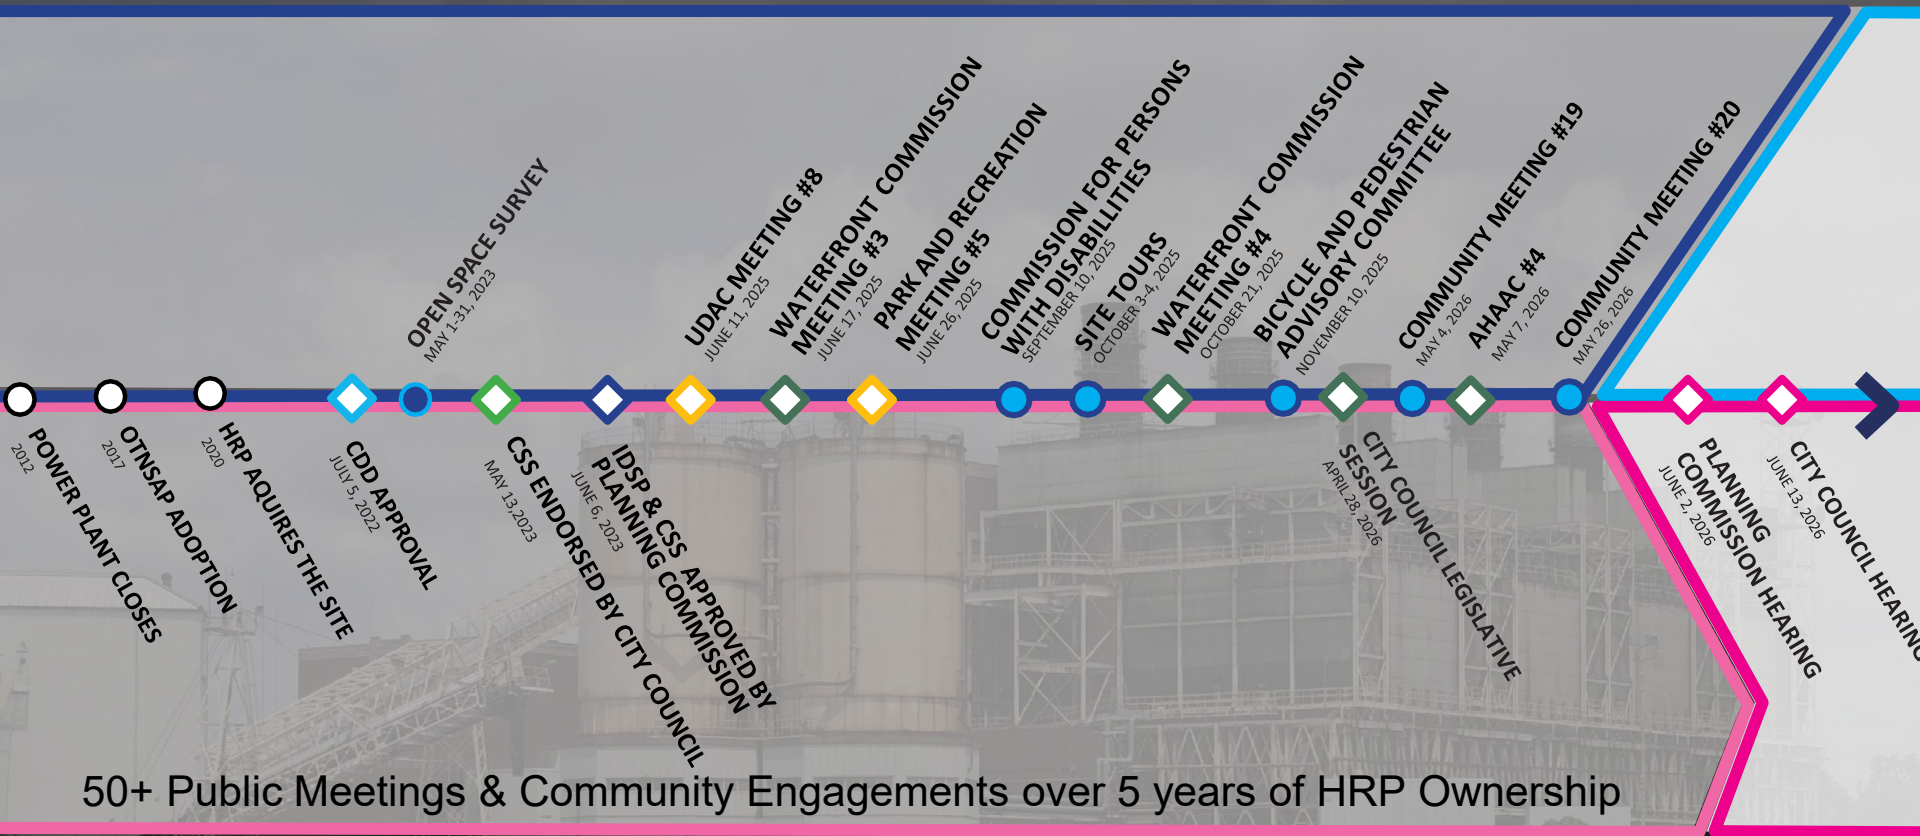 OPEN SPACE SURVEY
MAY 1-31, 2023
UDAC MEETING #8
JUNE 11, 2025
WATERFRONT COMMISSION
MEETING #3
JUNE 17, 2025
PARK AND RECREATION
MEETING #5
JUNE 26, 2025
COMMISSION FOR PERSONS
WITH DISABILLITIES
SEPTEMBER 10, 2025
SITE TOURS
OCTOBER 3-4, 2025
WATERFRONT COMMISSION
MEETING #4
OCTOBER 21, 2025
BICYCLE AND PEDESTRIAN
ADVISORY COMMITTEE
NOVEMBER 10, 2025
COMMUNITY MEETING #19
MAY 4, 2026
AHAAC #4
MAY 7, 2026
COMMUNITY MEETING #20
MAY 26, 2026
POWER PLANT CLOSES
2012
OTNSAP ADOPTION
2017
HRP AQUIRES THE SITE
2020
CDD APPROVAL
JULY 5, 2022
CSS ENDORSED BY CITY COUNCIL
MAY 13,2023
IDSP & CSS APPROVED BY
PLANNING COMMISSION
JUNE 6, 2023
CITY COUNCIL LEGISLATIVE
SESSION
APRIL 28, 2026
PLANNING
COMMISSION HEARING
JUNE 2, 2026
CITY COUNCIL HEARING
JUNE 13, 2026
50+ Public Meetings & Community Engagements over 5 years of HRP Ownership